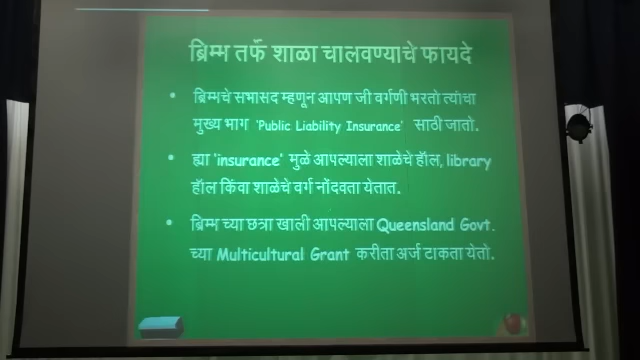 ब्रिम्भ तर्फे शाळा चालवण्याचे फायदे
• ब्रिम्भचे सभासद म्हणून आपण जी वर्गणी भरतो त्यांचा
मुख्य भाग 'Public Liability Insurance' साठी जातो.
• ह्या 'insurance' मुळे आपल्याला शाळेचे हॉल, library
हॉल किंवा शाळेचे वर्ग नोंदवता येतात.
• ब्रिम्भ च्या छत्रा खाली आपल्याला Queensland Govt.
च्या Multicultural Grant करीता अर्ज टाकता येतो.